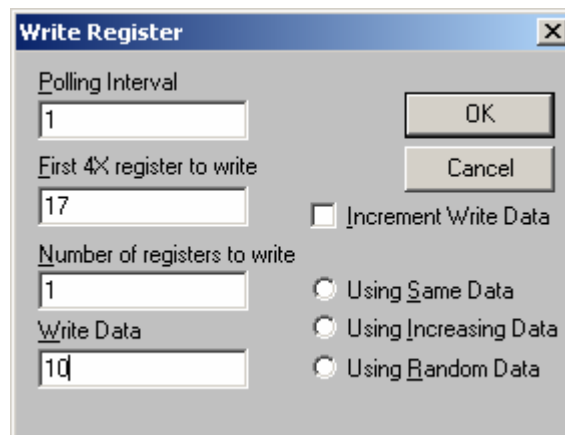 Write Register
Polling Interval
1
OK
First 4X register to write
Cancel
17
Increment Write Data
Number of registers to write
1
Using Same Data
Write Data
Using Increasing Data
10
Using Random Data